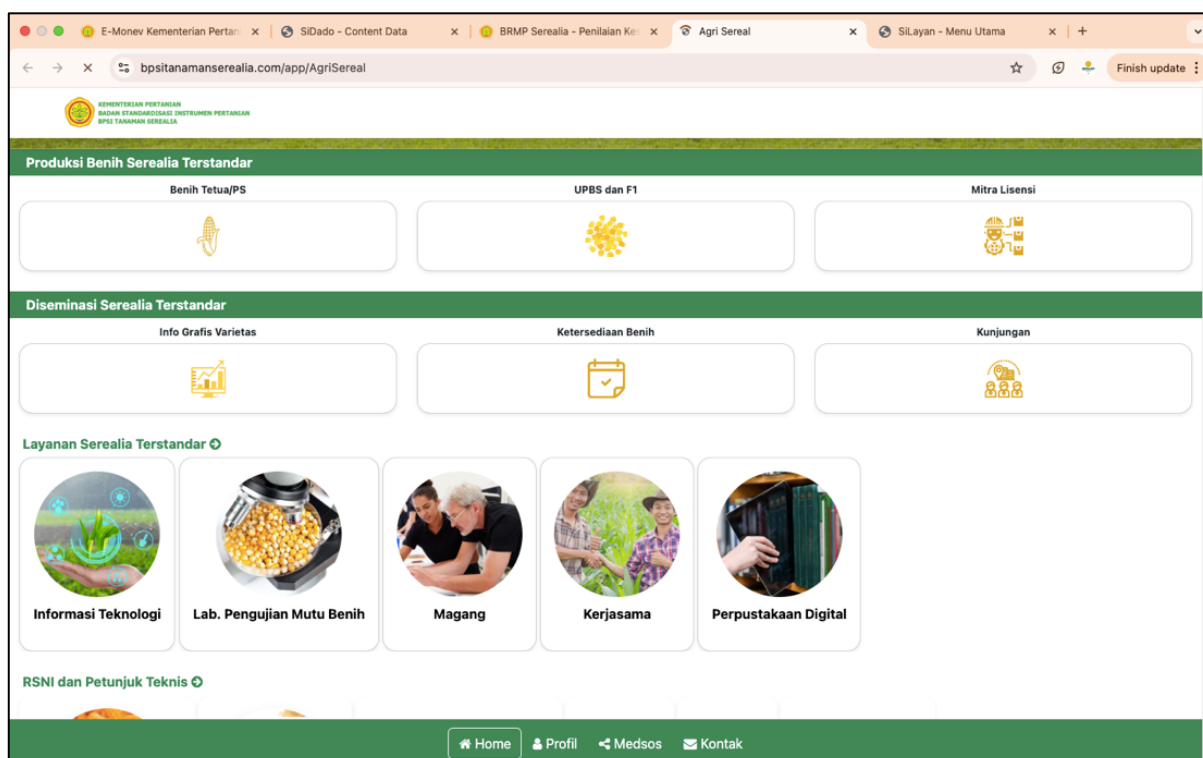 E-Monev Kementerian Pertani
SiDado - Content Data
BRMP Serealia - Penilaian Kes
Agri Sereal
SiLayan - Menu Utama
bpsitanamanserealia.com/app/AgriSereal
Finish update
KEMENTERIAN PERTANIAN
BADAN STANDARDISASI INSTRUMEN PERTANIAN
BPSI TANAMAN SEREALIA
Produksi Benih Serealia Terstandar
Benih Tetua/PS
UPBS dan F1
Mitra Lisensi
Diseminasi Serealia Terstandar
Info Grafis Varietas
Ketersediaan Benih
Kunjungan
Layanan Serealia Terstandar
Informasi Teknologi
Lab. Pengujian Mutu Benih
Magang
Kerjasama
Perpustakaan Digital
RSNI dan Petunjuk Teknis
Home
Profil
Medsos
Kontak